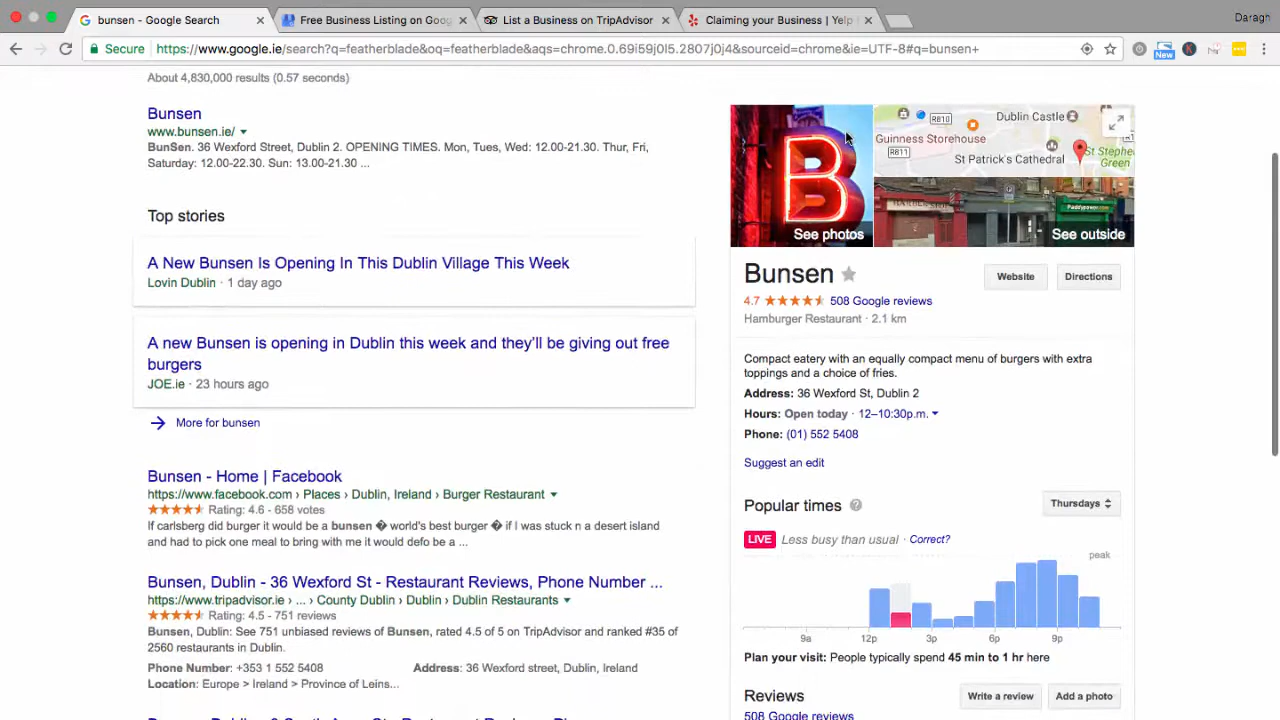 bunsen - Google Search
Free Business Listing on Goog
List a Business on TripAdvisor
Claiming your Business | Yelp
Daragh
Secure
https://www.google.ie/search?q=featherblade&oq=featherblade&aqs=chrome.0.69i59j0l5.2807j0j4&sourceid=chrome&ie=UTF-8#q=bunsen+
New
K
About 4,830,000 results (0.57 seconds)
Bunsen
www.bunsen.ie/
BunSen. 36 Wexford Street, Dublin 2. OPENING TIMES. Mon, Tues, Wed: 12.00-21.30. Thur, Fri,
Saturday: 12.00-22.30. Sun: 13.00-21.30 ...
Top stories
A New Bunsen Is Opening In This Dublin Village This Week
Lovin Dublin · 1 day ago
A new Bunsen is opening in Dublin this week and they'll be giving out free
burgers
JOE.ie · 23 hours ago
More for bunsen
Bunsen - Home | Facebook
https://www.facebook.com › Places › Dublin, Ireland › Burger Restaurant
Rating: 4.6 - 658 votes
If carlsberg did burger it would be a bunsen � world's best burger � if I was stuck n a desert island
and had to pick one meal to bring with me it would defo be a ...
Bunsen, Dublin - 36 Wexford St - Restaurant Reviews, Phone Number ...
https://www.tripadvisor.ie › ... › County Dublin › Dublin › Dublin Restaurants
Rating: 4.5 - 751 reviews
Bunsen, Dublin: See 751 unbiased reviews of Bunsen, rated 4.5 of 5 on TripAdvisor and ranked #35 of
2560 restaurants in Dublin.
Phone Number: +353 1 552 5408
Address: 36 Wexford street, Dublin, Ireland
Location: Europe > Ireland > Province of Leins...
B
See photos
R810
Dublin Castle
Guinness Storehouse
R811
St Patrick's Cathedral
St Stephen
Green
Paddypower.com
See outside
Bunsen
Website
Directions
4.7
508 Google reviews
Hamburger Restaurant · 2.1 km
Compact eatery with an equally compact menu of burgers with extra
toppings and a choice of fries.
Address: 36 Wexford St, Dublin 2
Hours: Open today · 12–10:30p.m.
Phone: (01) 552 5408
Suggest an edit
Popular times
?
Thursdays
LIVE
Less busy than usual · Correct?
peak
9a
12p
3p
6p
9p
Plan your visit: People typically spend 45 min to 1 hr here
Reviews
Write a review
Add a photo
508 Google reviews